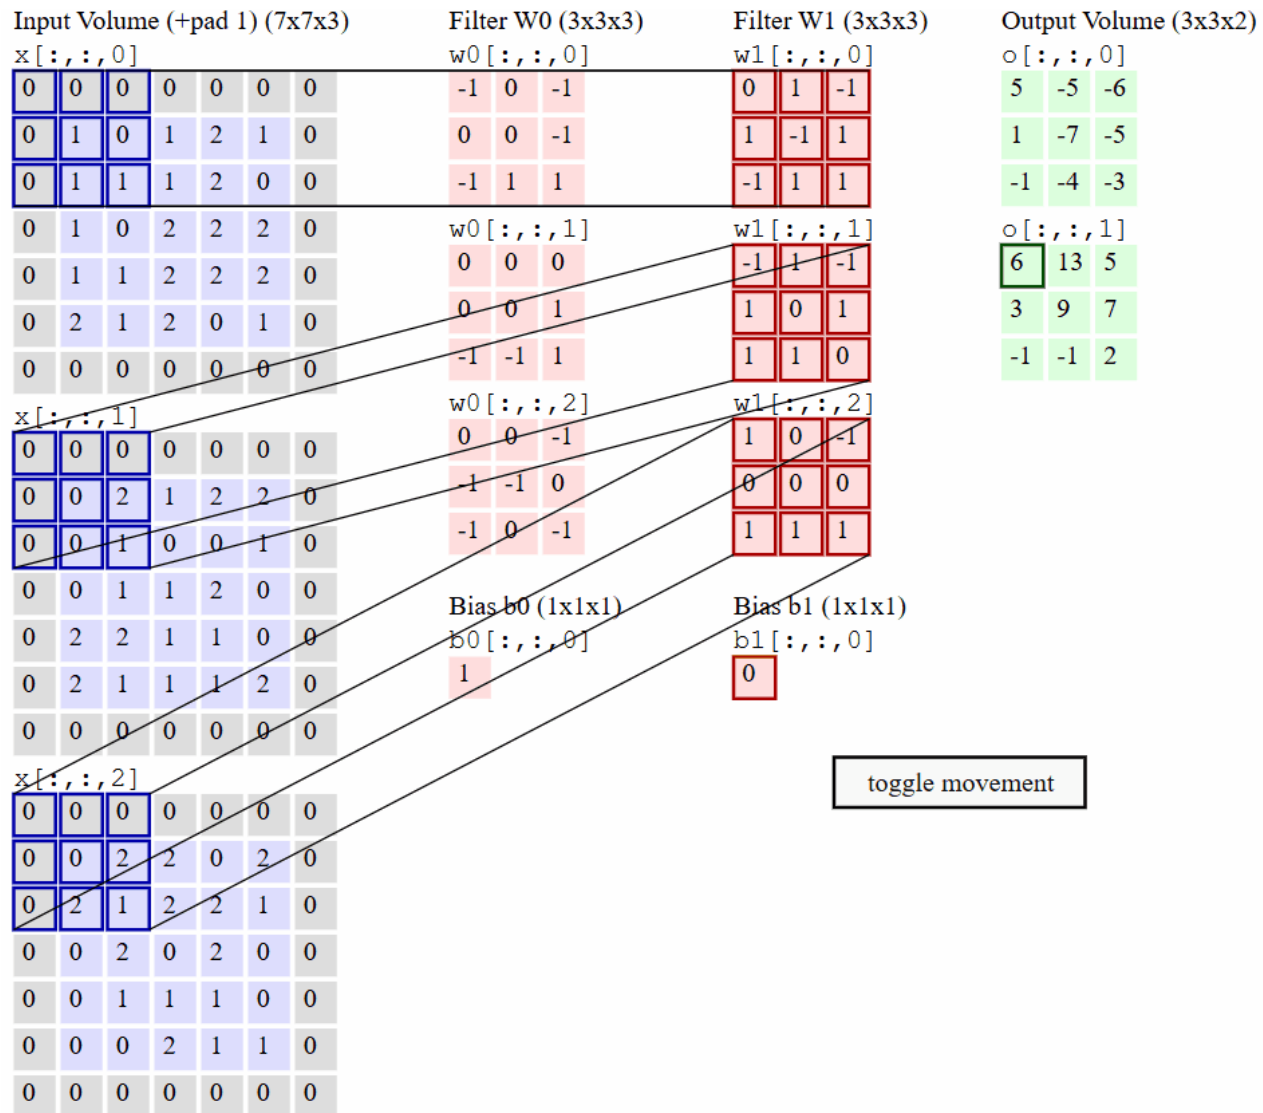 Input Volume (+pad 1) (7x7x3)
x[:,:,0]
0 0 0 0 0 0 0
0 1 0 1 2 1 0
0 1 1 1 2 0 0
0 1 0 2 2 2 0
0 1 1 2 2 2 0
0 2 1 2 0 1 0
0 0 0 0 0 0 0
x[:,:,1]
0 0 0 0 0 0 0
0 0 2 1 2 2 0
0 0 1 0 0 1 0
0 0 1 1 2 0 0
0 2 2 1 1 0 0
0 2 1 1 1 2 0
0 0 0 0 0 0 0
x[:,:,2]
0 0 0 0 0 0 0
0 0 2 2 0 2 0
0 2 1 2 2 1 0
0 0 2 0 2 0 0
0 0 1 1 1 0 0
0 0 0 2 1 1 0
0 0 0 0 0 0 0
Filter W0 (3x3x3)
w0[:,:,0]
-1 0 -1
0 0 -1
-1 1 1
w0[:,:,1]
0 0 0
0 0 1
-1 -1 1
w0[:,:,2]
0 0 -1
-1 -1 0
-1 0 -1
Bias b0 (1x1x1)
b0[:,:,0]
1
Filter W1 (3x3x3)
w1[:,:,0]
0 1 -1
1 -1 1
-1 1 1
w1[:,:,1]
-1 1 -1
1 0 1
1 1 0
w1[:,:,2]
1 0 -1
0 0 0
1 1 1
Bias b1 (1x1x1)
b1[:,:,0]
0
Output Volume (3x3x2)
o[:,:,0]
5 -5 -6
1 -7 -5
-1 -4 -3
o[:,:,1]
6 13 5
3 9 7
-1 -1 2
toggle movement